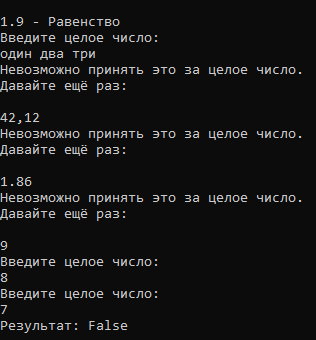 1.9 - Равенство
Введите целое число:
один два три
Невозможно принять это за целое число.
Давайте ещё раз:
42,12
Невозможно принять это за целое число.
Давайте ещё раз:
1.86
Невозможно принять это за целое число.
Давайте ещё раз:
9
Введите целое число:
8
Введите целое число:
7
Результат: False